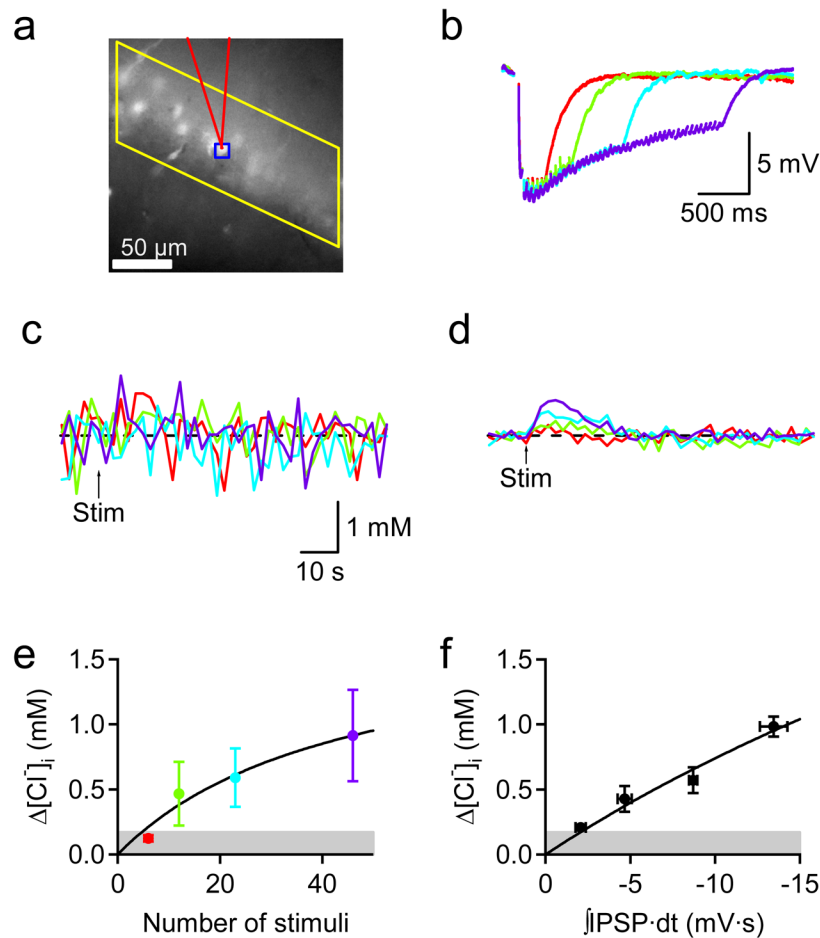 a
50 µm
b
5 mV
500 ms
c
Stim
1 mM
10 s
d
Stim
e
Δ[Cl-]i (mM)
1.5
1.0
0.5
0.0
0
20
40
Number of stimuli
f
Δ[Cl-]i (mM)
1.5
1.0
0.5
0.0
0
-5
-10
-15
∫IPSP·dt (mV·s)